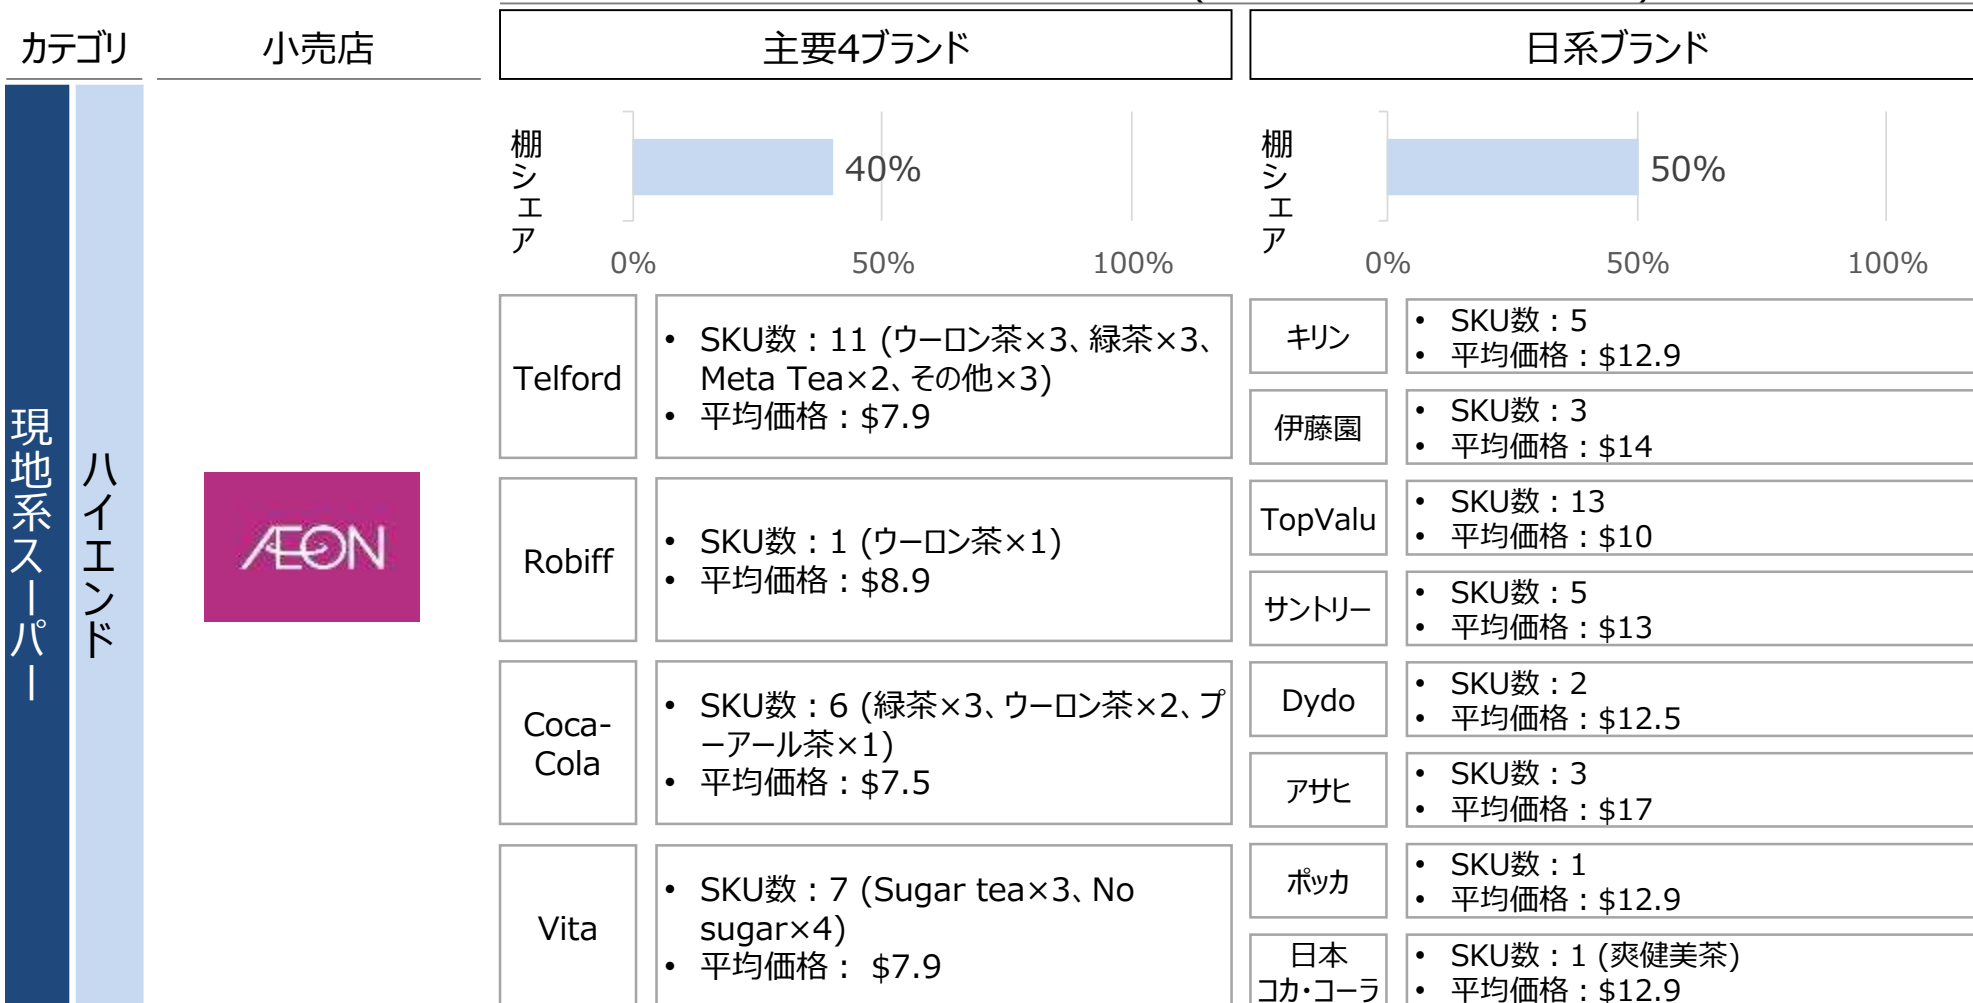 カテゴリ
小売店
主要4ブランド
日系ブランド
現地系スーパー
ハイエンド
ÆON
棚シェア
40%
0%
50%
100%
Telford
• SKU数：11 (ウーロン茶×3、緑茶×3、
Meta Tea×2、その他×3)
• 平均価格：$7.9
Robiff
• SKU数：1 (ウーロン茶×1)
• 平均価格：$8.9
Coca-
Cola
• SKU数：6 (緑茶×3、ウーロン茶×2、プ
ーアール茶×1)
• 平均価格：$7.5
Vita
• SKU数：7 (Sugar tea×3、No
sugar×4)
• 平均価格： $7.9
棚シェア
50%
0%
50%
100%
キリン
• SKU数：5
• 平均価格：$12.9
伊藤園
• SKU数：3
• 平均価格：$14
TopValu
• SKU数：13
• 平均価格：$10
サントリー
• SKU数：5
• 平均価格：$13
Dydo
• SKU数：2
• 平均価格：$12.5
アサヒ
• SKU数：3
• 平均価格：$17
ポッカ
• SKU数：1
• 平均価格：$12.9
日本
コカ・コーラ
• SKU数：1 (爽健美茶)
• 平均価格：$12.9